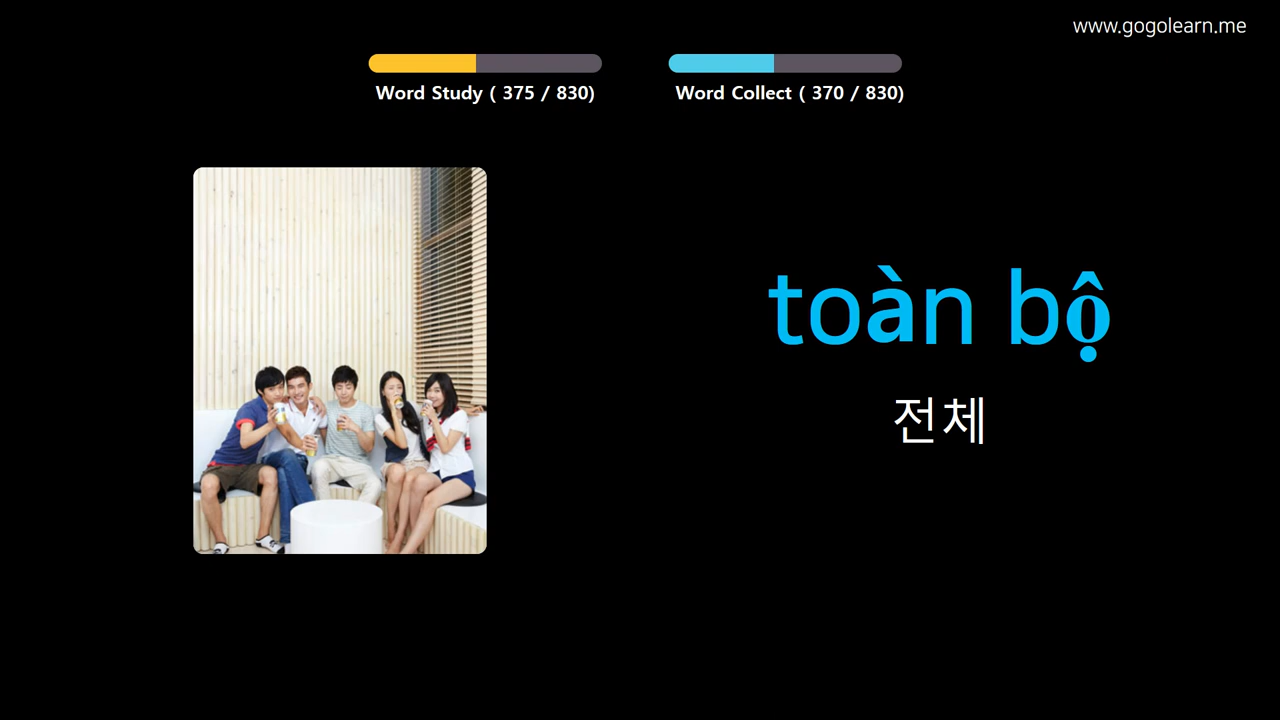 www.gogolearn.me
Word Study ( 375 / 830)
Word Collect ( 370 / 830)
toàn bộ
전체